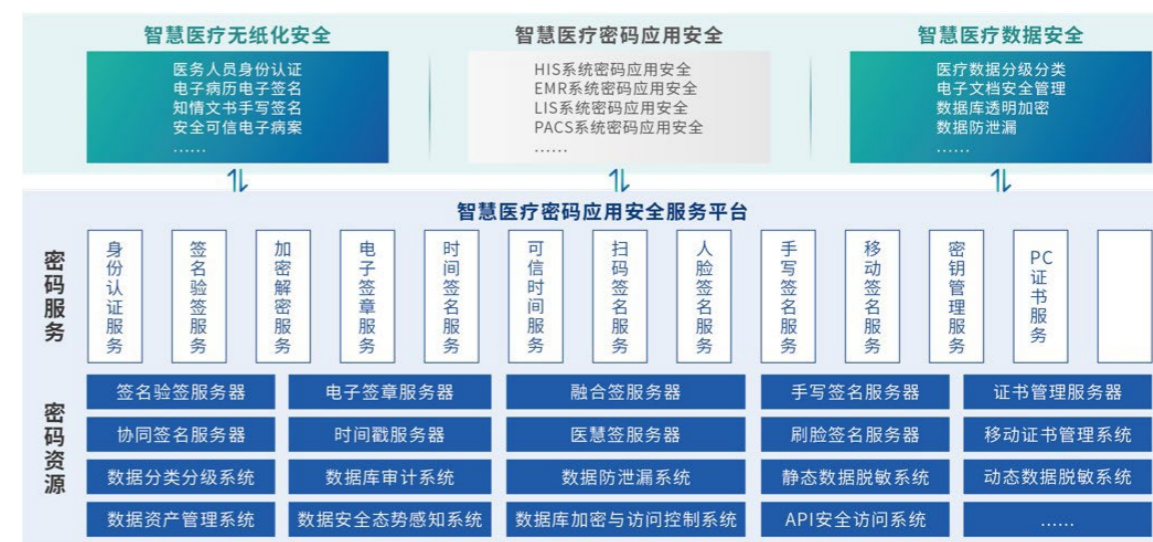 智慧医疗无纸化安全
医务人员身份认证
电子病历电子签名
知情文书手写签名
安全可信电子病案
......
智慧医疗密码应用安全
HIS系统密码应用安全
EMR系统密码应用安全
LIS系统密码应用安全
PACS系统密码应用安全
......
智慧医疗数据安全
医疗数据分级分类
电子文档安全管理
数据库透明加密
数据防泄漏
......
智慧医疗密码应用安全服务平台
密码服务
身份认证服务
签名验签服务
加密解密服务
电子签章服务
时间签名服务
可信时间服务
扫码签名服务
人脸签名服务
手写签名服务
移动签名服务
密钥管理服务
PC证书服务
密码资源
签名验签服务器
电子签章服务器
融合签服务器
手写签名服务器
证书管理服务器
协同签名服务器
时间戳服务器
医慧签服务器
刷脸签名服务器
移动证书管理系统
数据分类分级系统
数据库审计系统
数据防泄漏系统
静态数据脱敏系统
动态数据脱敏系统
数据资产管理系统
数据安全态势感知系统
数据库加密与访问控制系统
API安全访问系统
......